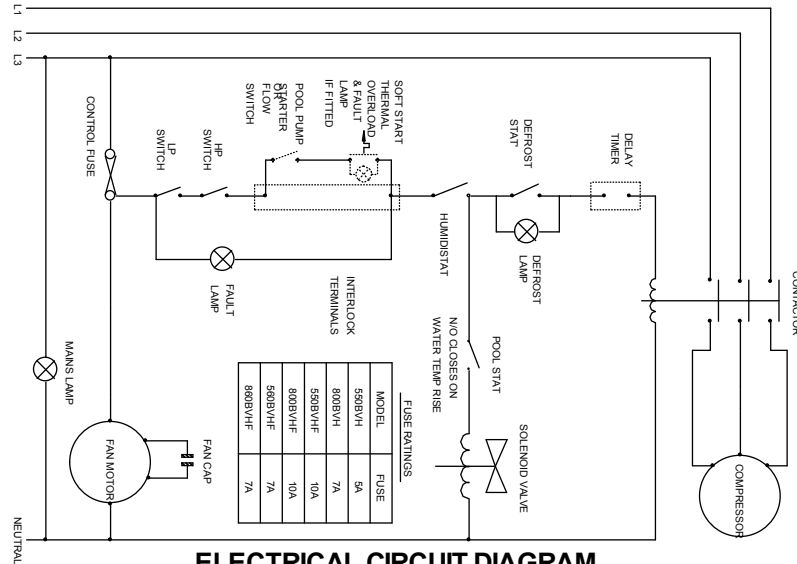 L1
L2
L3
CONTROL FUSE
LP
SWITCH
HP
SWITCH
POOL PUMP
STARTER
OR
FLOW
SWITCH
SOFT START
THERMAL
OVERLOAD
& FAULT
LAMP
IF FITTED
HUMIDISTAT
DEFROST
STAT'
DELAY
TIMER
CONTACTOR
FAULT
LAMP
INTERLOCK
TERMINALS
DEFROST
LAMP
MAINS LAMP
N/O CLOSES ON
WATER TEMP RISE
POOL STAT
SOLENOID VALVE
COMPRESSOR
FAN MOTOR
FAN CAP
FUSE RATINGS
MODEL FUSE
550BVH 5A
800BVH 7A
550BVHF 10A
800BVHF 10A
560BVHF 7A
860BVHF 7A
NEUTRAL
ELECTRICAL CIRCUIT DIAGRAM